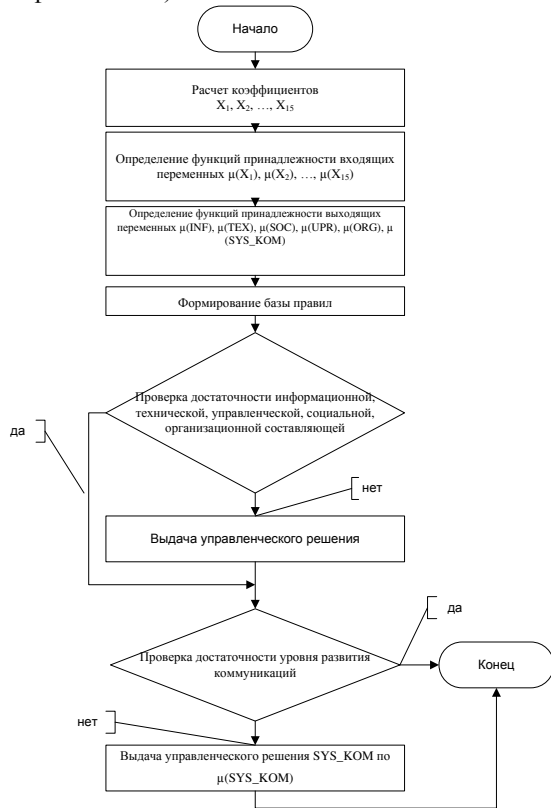 Начало
Расчет коэффициентов
X₁, X₂, …, X₁₅
Определение функций принадлежности входящих
переменных μ(X₁), μ(X₂), …, μ(X₁₅)
Определение функций принадлежности выходящих
переменных μ(INF), μ(TEX), μ(SOC), μ(UPR), μ(ORG), μ
(SYS_KOM)
Формирование базы правил
Проверка достаточности информационной,
технической, управленческой, социальной,
организационной составляющей
да
нет
Выдача управленческого решения
да
Проверка достаточности уровня развития
коммуникаций
Конец
нет
Выдача управленческого решения SYS_KOM по
μ(SYS_KOM)